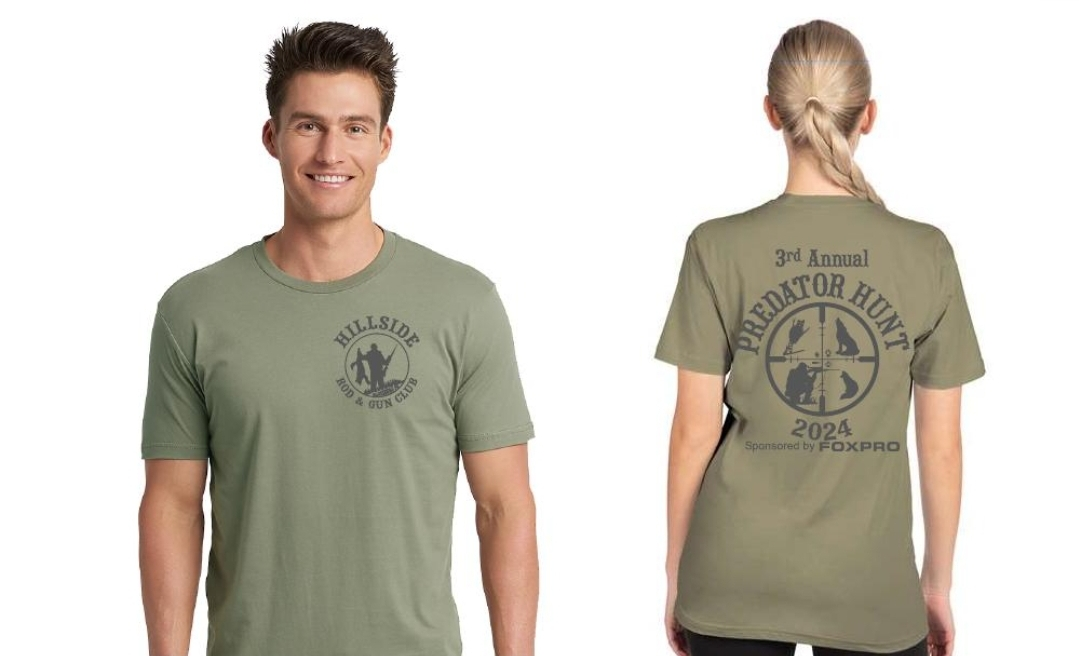 HILLSIDE
ROD & GUN CLUB
3rd Annual
PREDATOR HUNT
2024
Sponsored by FOXPRO